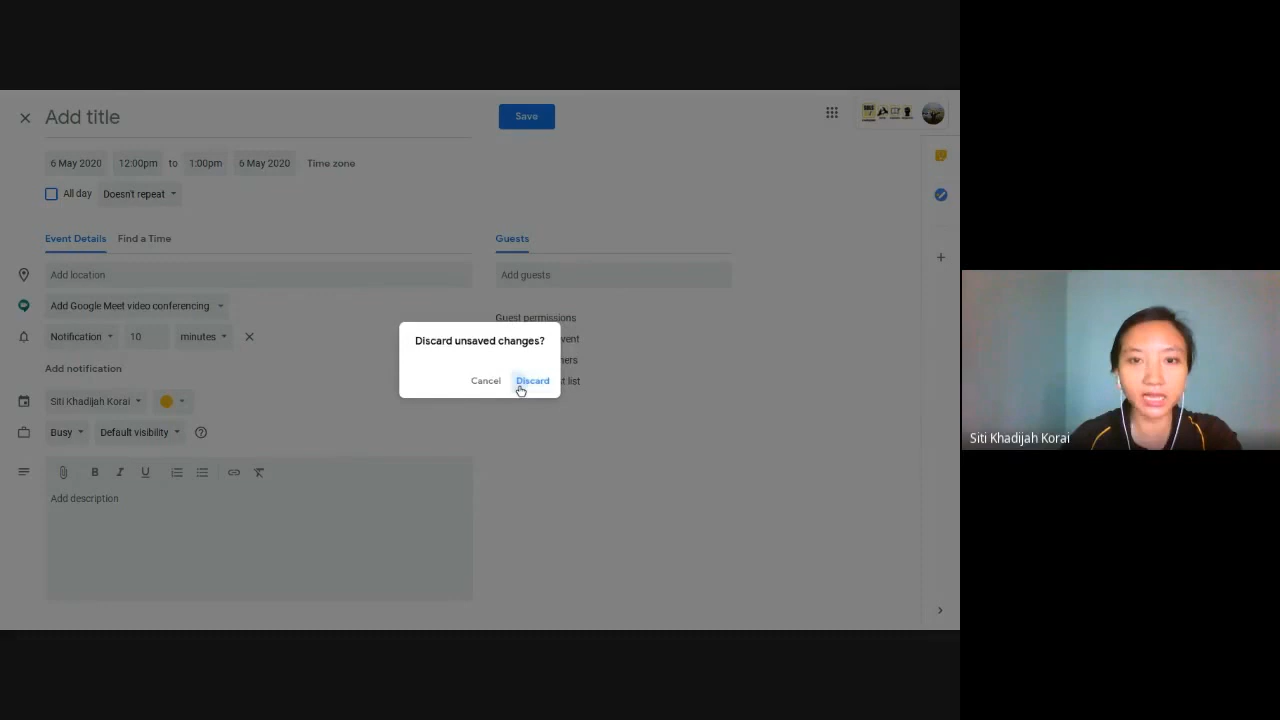 Add title
Save
6 May 2020 12:00pm to 1:00pm 6 May 2020 Time zone
All day Doesn't repeat
Event Details Find a Time
Guests
Add location
Add guests
Add Google Meet video conferencing
Guest permissions
Notification 10 minutes
Discard unsaved changes?
Cancel Discard
list
Add notification
Siti Khadijah Korai
Busy Default visibility
B I U
Add description
Siti Khadijah Korai